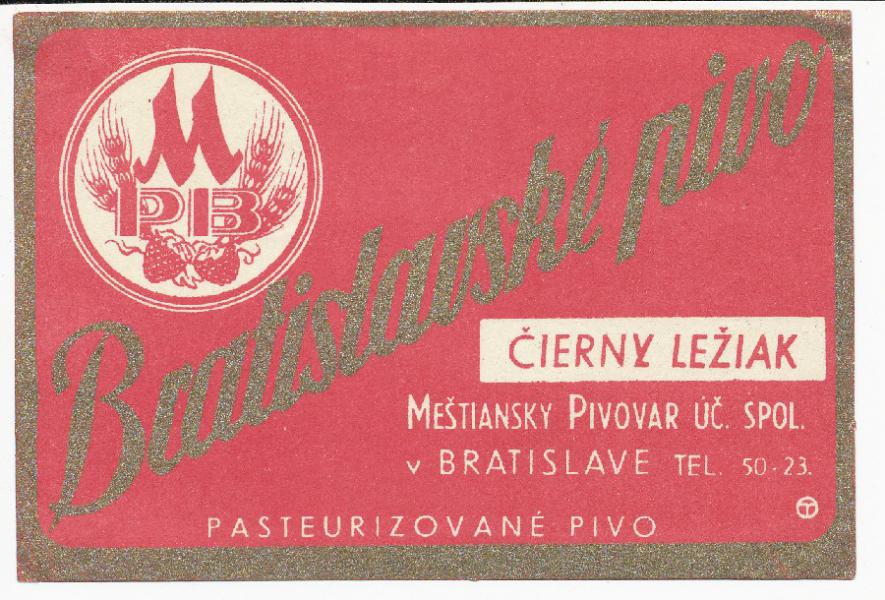 M
PB
Bratislavské pivo
ČIERNY LEŽIAK
MEŠTIANSKY PIVOVAR ÚČ. SPOL.
v BRATISLAVE TEL. 50-23.
PASTEURIZOVANÉ PIVO